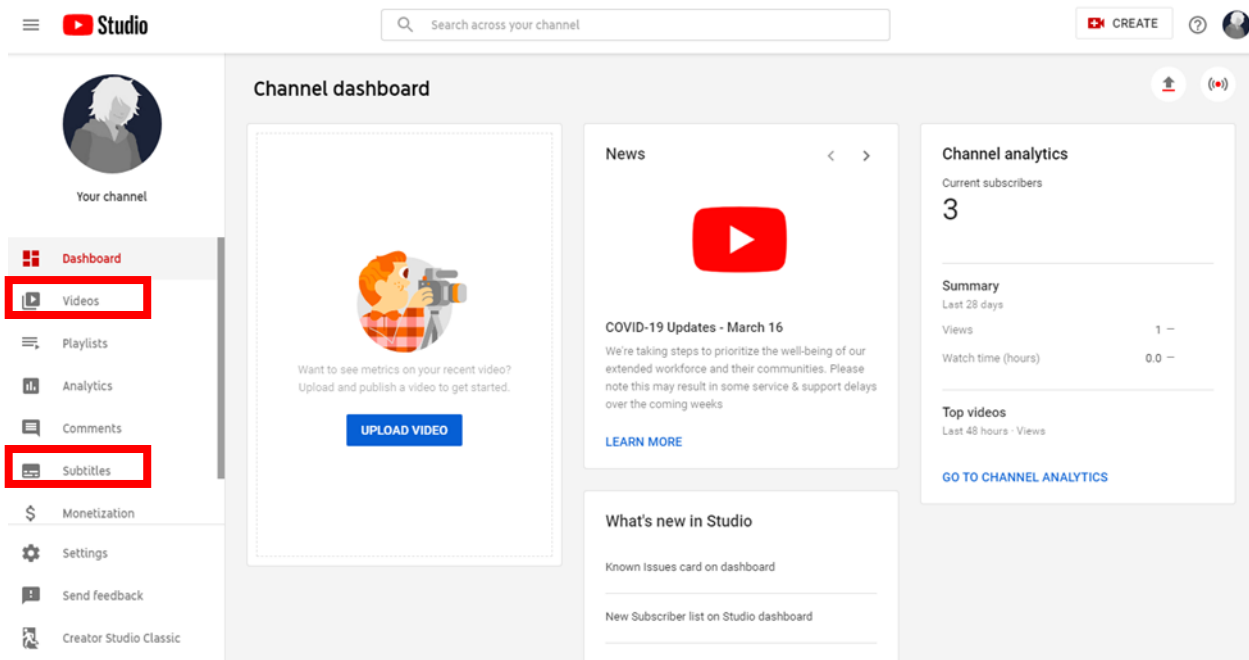 Studio
Search across your channel
CREATE
Your channel
Dashboard
Videos
Playlists
Analytics
Comments
Subtitles
Monetization
Settings
Send feedback
Creator Studio Classic
Channel dashboard
Want to see metrics on your recent video?
Upload and publish a video to get started.
UPLOAD VIDEO
News
COVID-19 Updates - March 16
We're taking steps to prioritize the well-being of our
extended workforce and their communities. Please
note this may result in some service & support delays
over the coming weeks
LEARN MORE
What's new in Studio
Known Issues card on dashboard
New Subscriber list on Studio dashboard
Channel analytics
Current subscribers
3
Summary
Last 28 days
Views 1 —
Watch time (hours) 0.0 —
Top videos
Last 48 hours · Views
GO TO CHANNEL ANALYTICS